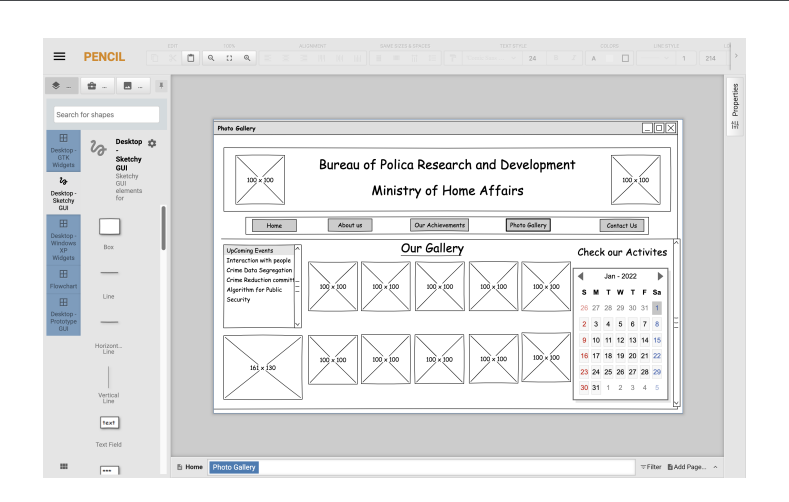 EDIT 100% ALIGNMENT SAME SIZES & SPACES TEXT STYLE COLORS LINE STYLE
PENCIL
24 A 1 214
Search for shapes
Properties
Desktop -
GTK
Widgets
Desktop -
Sketchy
GUI
Desktop -
Windows
XP
Widgets
Flowchart
Desktop -
Prototype
GUI
Desktop
-
Sketchy
GUI
Sketchy
GUI
elements
for
Box
Line
Horizont...
Line
Vertical
Line
text
Text Field
Photo Gallery
100 x 100
Bureau of Polica Research and Development
Ministry of Home Affairs
100 x 100
Home About us Our Achievements Photo Gallery Contact Us
UpComing Events
Interaction with people
Crime Data Segregation
Crime Reduction committ
Algorithm for Public
Security
161 x 130
Our Gallery
100 x 100 100 x 100 100 x 100 100 x 100 100 x 100
100 x 100 100 x 100 100 x 100 100 x 100 100 x 100
Check our Activites
Jan - 2022
S M T W T F Sa
26 27 28 29 30 31 1
2 3 4 5 6 7 8
9 10 11 12 13 14 15
16 17 18 19 20 21 22
23 24 25 26 27 28 29
30 31 1 2 3 4 5
Home Photo Gallery Filter Add Page...